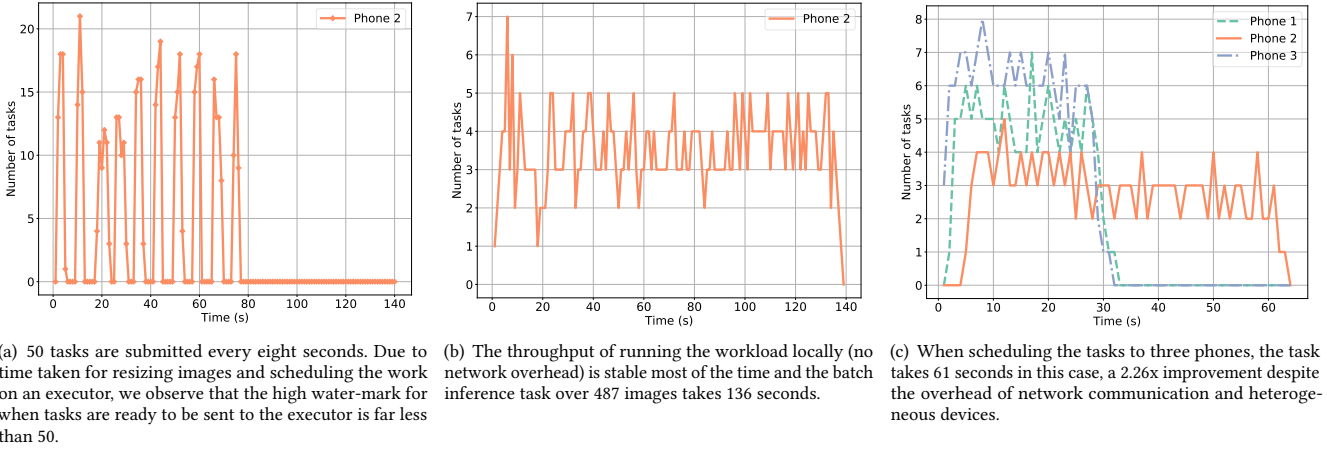 Phone 2
20
15
10
5
0
Number of tasks
0 20 40 60 80 100 120 140
Time (s)
(a) 50 tasks are submitted every eight seconds. Due to
time taken for resizing images and scheduling the work
on an executor, we observe that the high water-mark for
when tasks are ready to be sent to the executor is far less
than 50.
Phone 2
7
6
5
4
3
2
1
0
Number of tasks
0 20 40 60 80 100 120 140
Time (s)
(b) The throughput of running the workload locally (no
network overhead) is stable most of the time and the batch
inference task over 487 images takes 136 seconds.
Phone 1
Phone 2
Phone 3
8
7
6
5
4
3
2
1
0
Number of tasks
0 10 20 30 40 50 60
Time (s)
(c) When scheduling the tasks to three phones, the task
takes 61 seconds in this case, a 2.26x improvement despite
the overhead of network communication and heteroge-
neous devices.